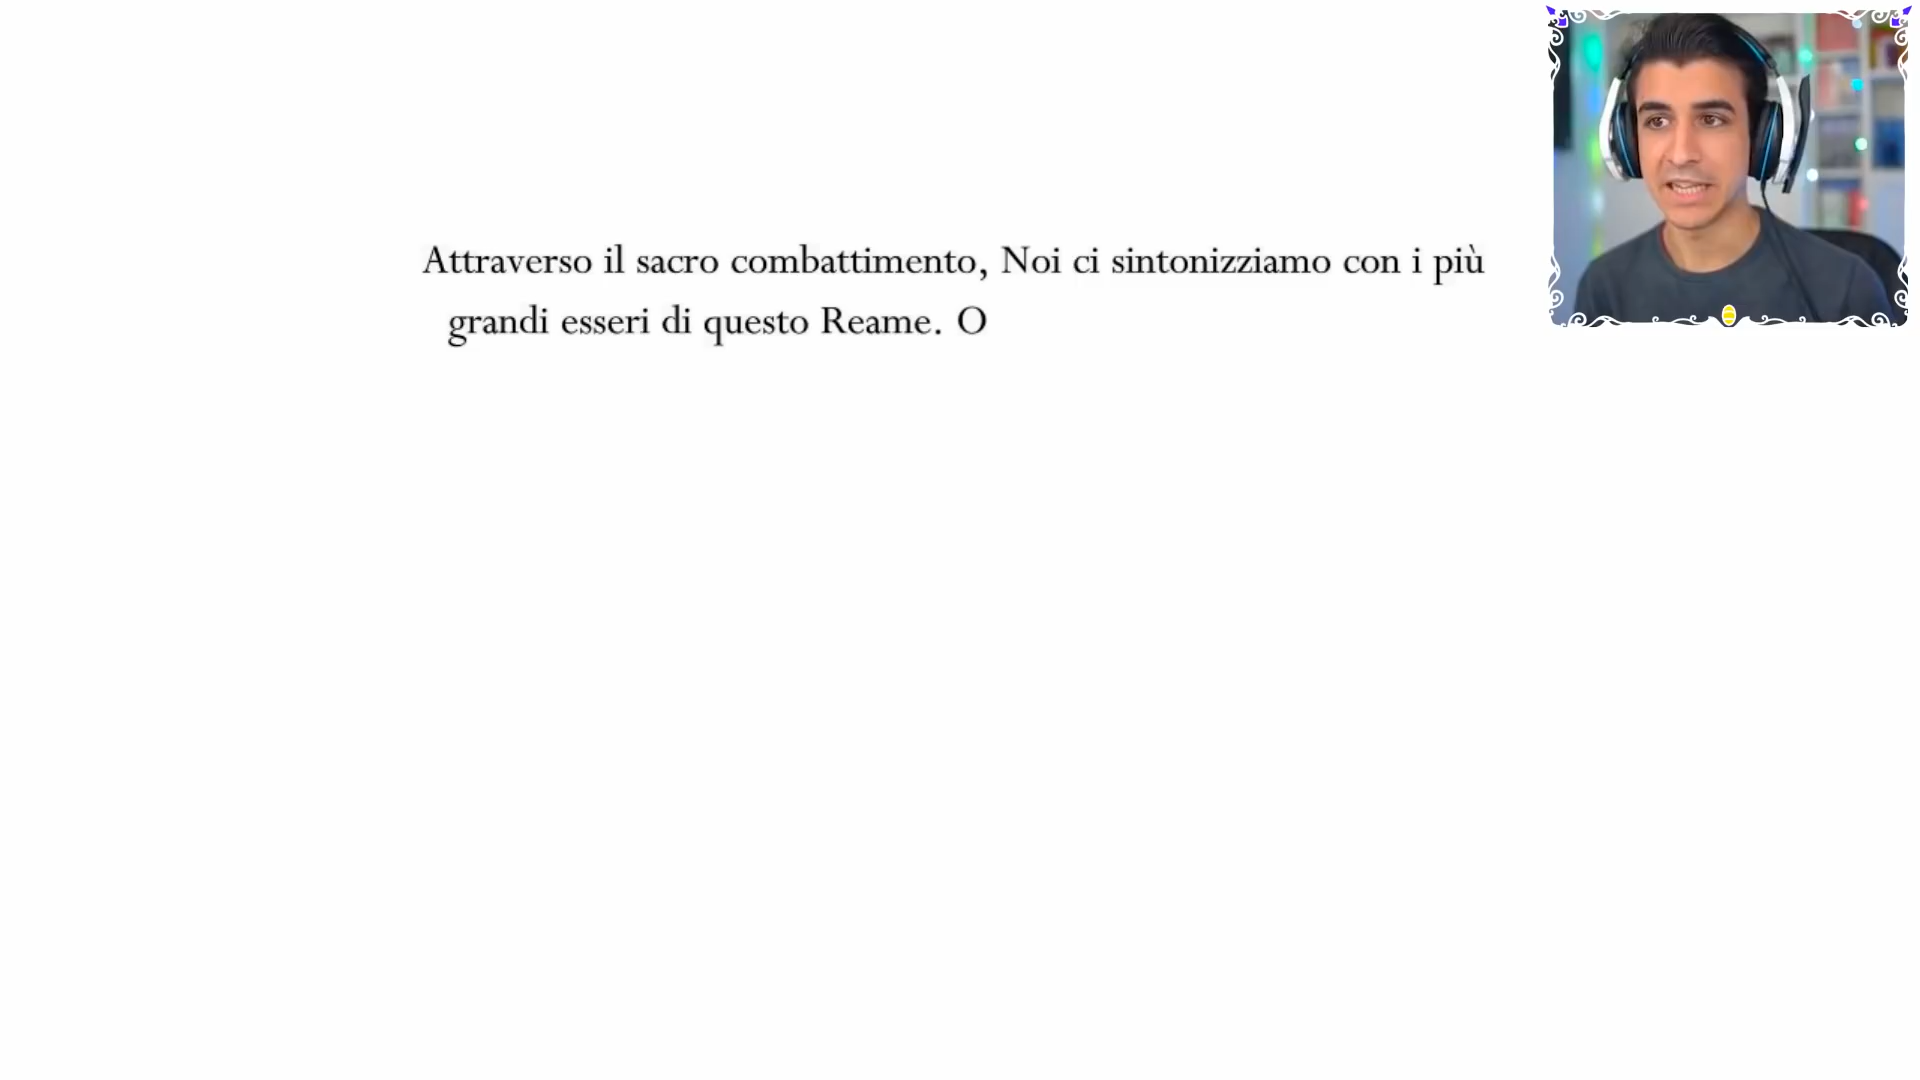 Attraverso il sacro combattimento, Noi ci sintonizziamo con i più
grandi esseri di questo Reame. O